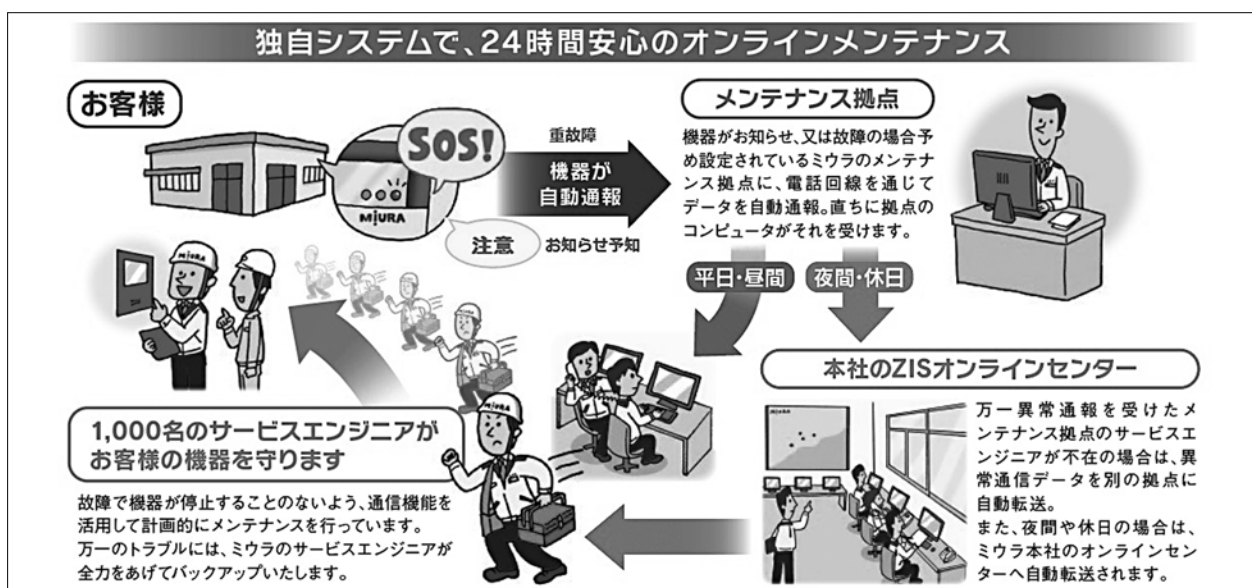 独自システムで、24時間安心のオンラインメンテナンス
お客様
SOS!
MIURA
重故障
機器が
自動通報
注意
お知らせ予知
メンテナンス拠点
機器がお知らせ、又は故障の場合予
め設定されているミウラのメンテナ
ンス拠点に、電話回線を通じて
データを自動通報。直ちに拠点の
コンピュータがそれを受けます。
平日・昼間
夜間・休日
本社のZISオンラインセンター
MIURA
万一異常通報を受けたメ
ンテナンス拠点のサービスエ
ンジニアが不在の場合は、異
常通信データを別の拠点に
自動転送。
また、夜間や休日の場合は、
ミウラ本社のオンラインセン
ターへ自動転送されます。
MIURA
MIURA
1,000名のサービスエンジニアが
お客様の機器を守ります
故障で機器が停止することのないよう、通信機能を
活用して計画的にメンテナンスを行っています。
万一のトラブルには、ミウラのサービスエンジニアが
全力をあげてバックアップいたします。